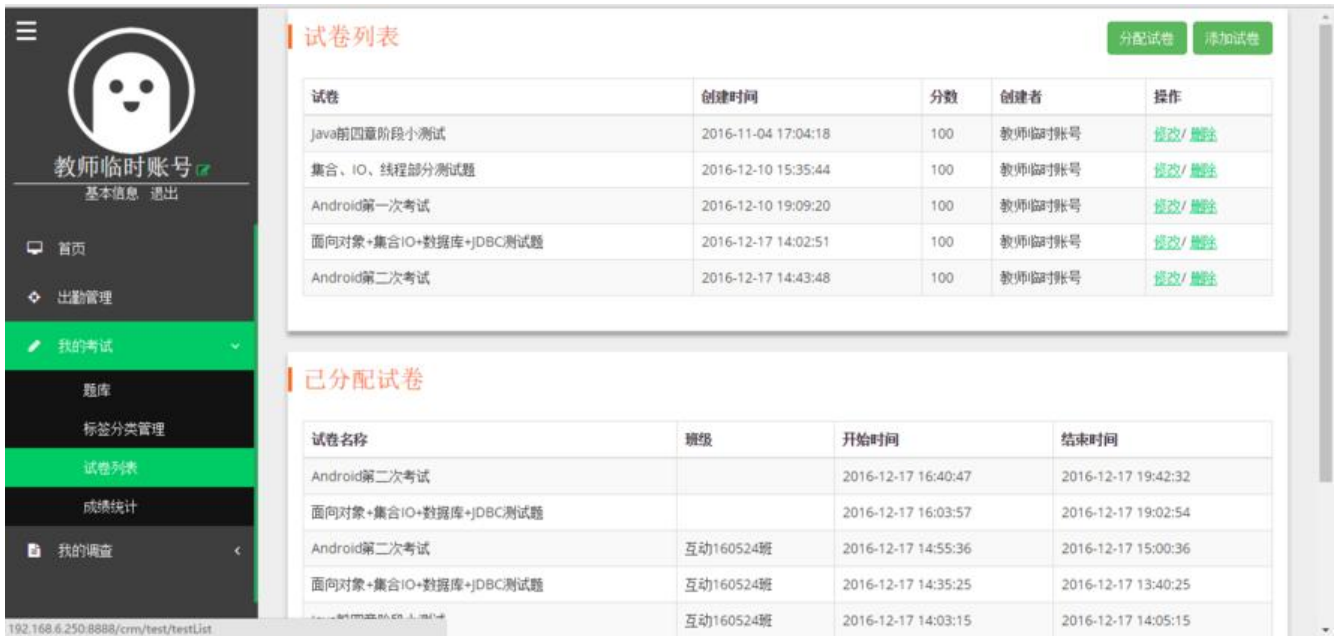 教师临时账号
基本信息 退出
首页
出勤管理
我的考试
题库
标签分类管理
试卷列表
成绩统计
我的调查
192.168.6.250:8888/crm/test/testList
试卷列表
分配试卷 添加试卷
试卷 创建时间 分数 创建者 操作
Java前四章阶段小测试 2016-11-04 17:04:18 100 教师临时账号 修改/ 删除
集合、IO、线程部分测试题 2016-12-10 15:35:44 100 教师临时账号 修改/ 删除
Android第一次考试 2016-12-10 19:09:20 100 教师临时账号 修改/ 删除
面向对象+集合IO+数据库+JDBC测试题 2016-12-17 14:02:51 100 教师临时账号 修改/ 删除
Android第二次考试 2016-12-17 14:43:48 100 教师临时账号 修改/ 删除
已分配试卷
试卷名称 班级 开始时间 结束时间
Android第二次考试 2016-12-17 16:40:47 2016-12-17 19:42:32
面向对象+集合IO+数据库+JDBC测试题 2016-12-17 16:03:57 2016-12-17 19:02:54
Android第二次考试 互动160524班 2016-12-17 14:55:36 2016-12-17 15:00:36
面向对象+集合IO+数据库+JDBC测试题 互动160524班 2016-12-17 14:35:25 2016-12-17 13:40:25
互动160524班 2016-12-17 14:03:15 2016-12-17 14:05:15